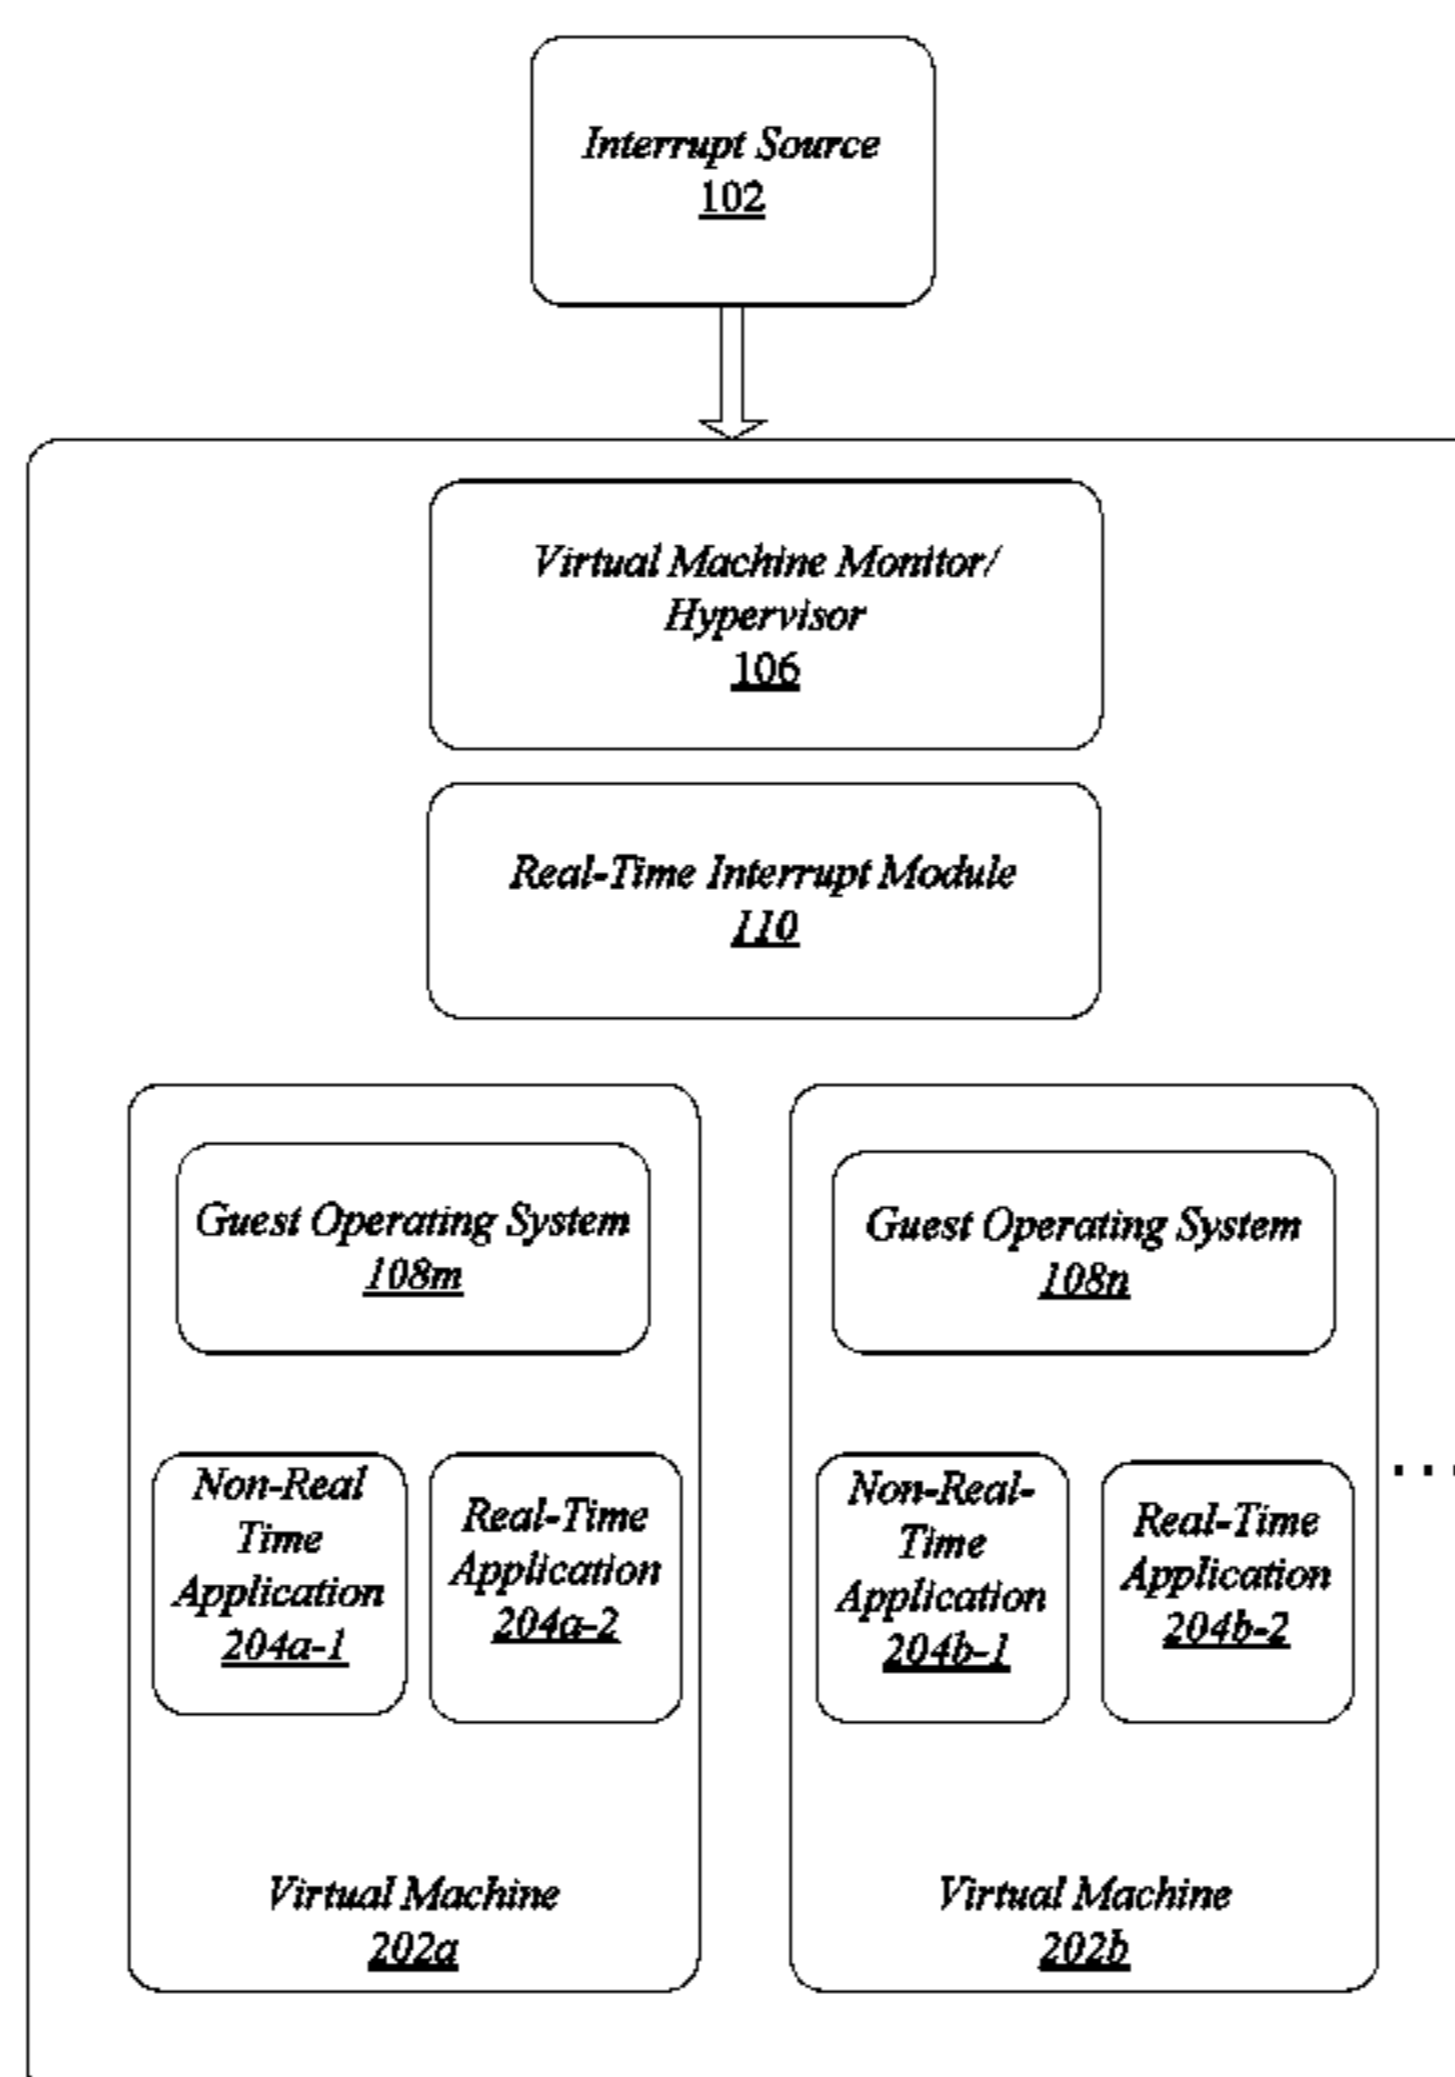 Interrupt Source
102
Virtual Machine Monitor/
Hypervisor
106
Real-Time Interrupt Module
110
Guest Operating System
108m
Guest Operating System
108n
Non-Real
Time
Application
204a-1
Real-Time
Application
204a-2
Non-Real-
Time
Application
204b-1
Real-Time
Application
204b-2
...
Virtual Machine
202a
Virtual Machine
202b